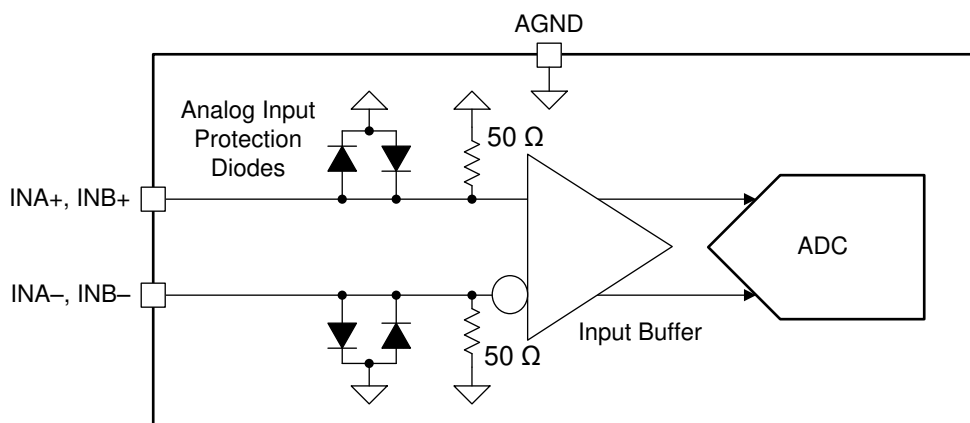 AGND
Analog Input
Protection
Diodes
50 Ω
INA+, INB+
ADC
INA–, INB–
Input Buffer
50 Ω